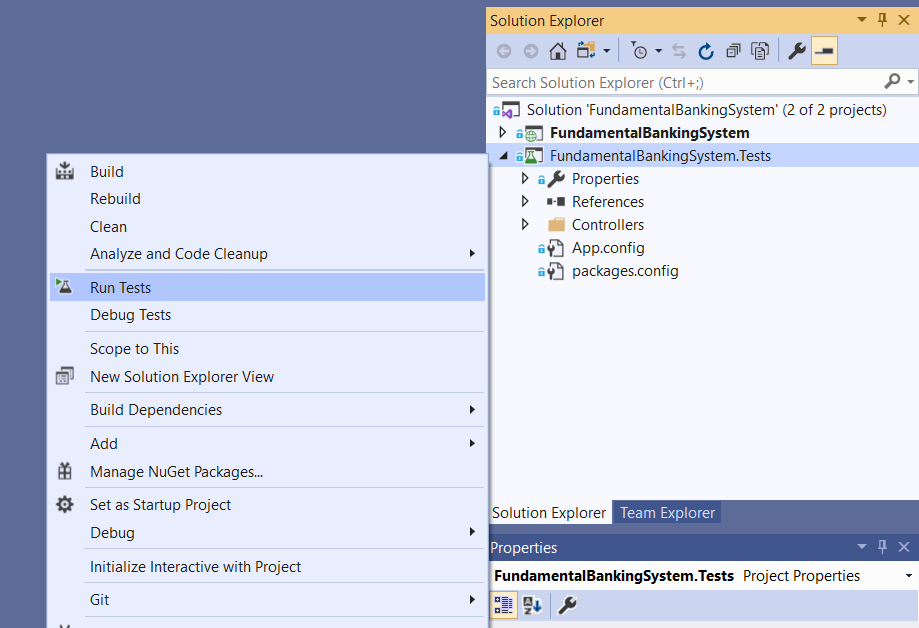 Solution Explorer
Search Solution Explorer (Ctrl+;)
Solution 'FundamentalBankingSystem' (2 of 2 projects)
FundamentalBankingSystem
FundamentalBankingSystem.Tests
Properties
References
Controllers
App.config
packages.config
Build
Rebuild
Clean
Analyze and Code Cleanup
Run Tests
Debug Tests
Scope to This
New Solution Explorer View
Build Dependencies
Add
Manage NuGet Packages...
Set as Startup Project
Debug
Initialize Interactive with Project
Git
Solution Explorer Team Explorer
Properties
FundamentalBankingSystem.Tests Project Properties